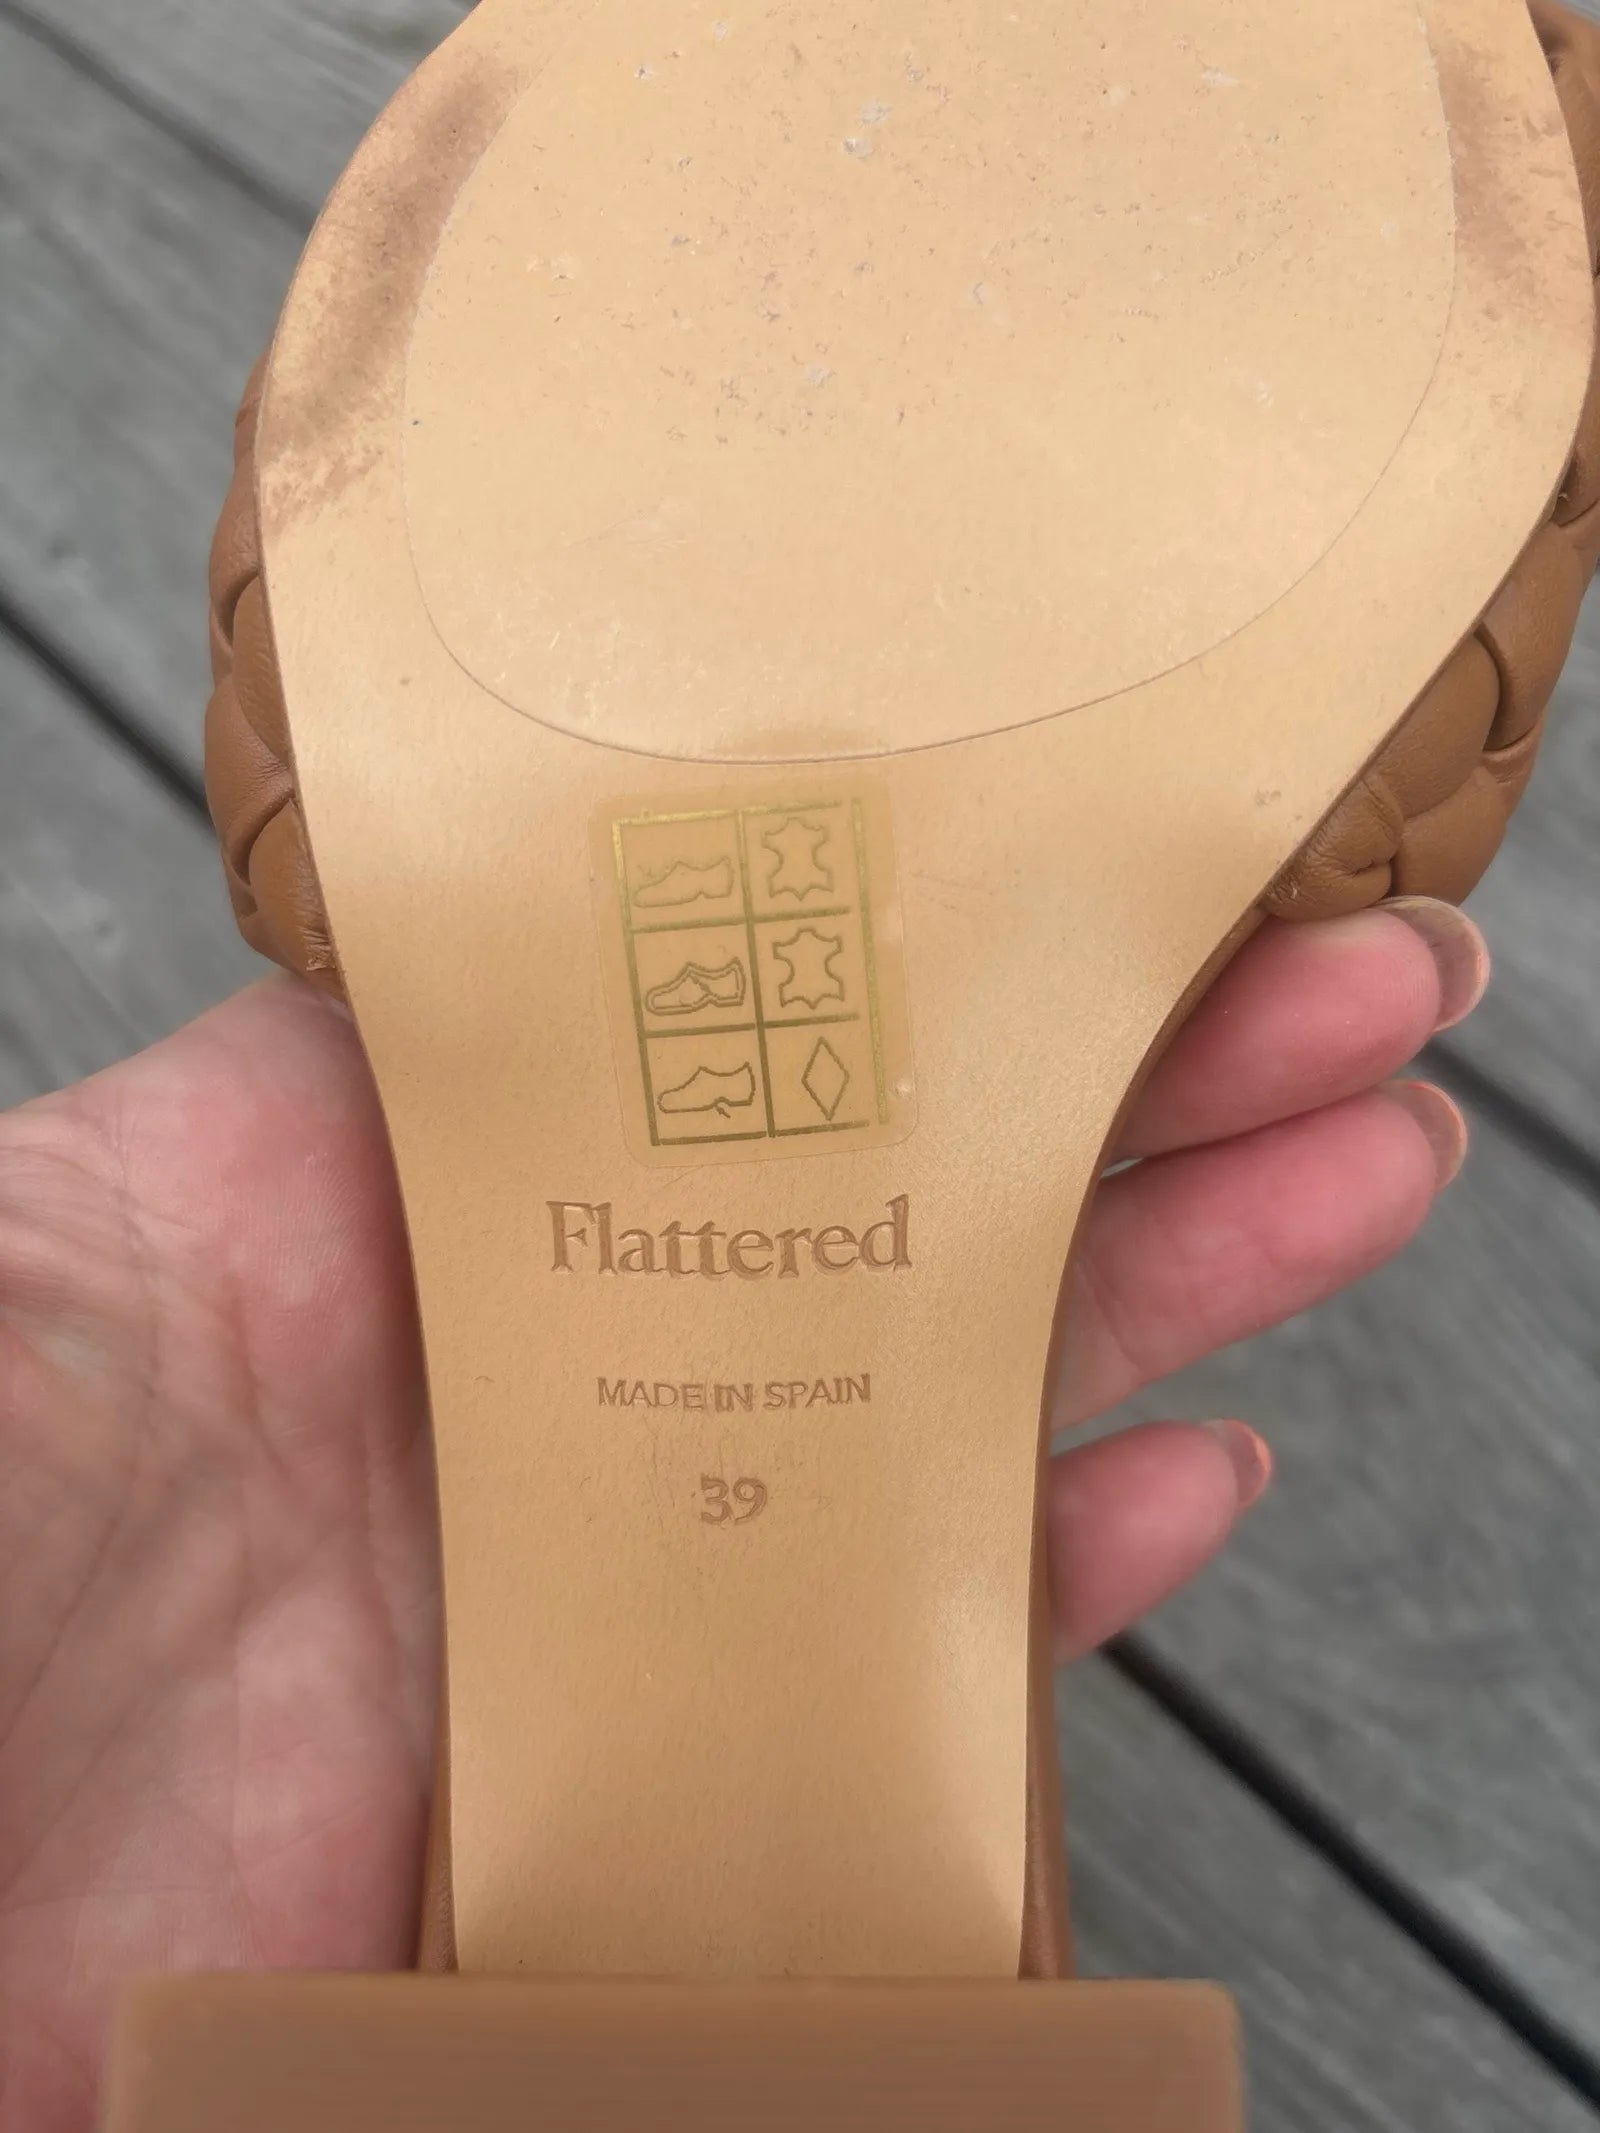 Flattered
MADE IN SPAIN
39